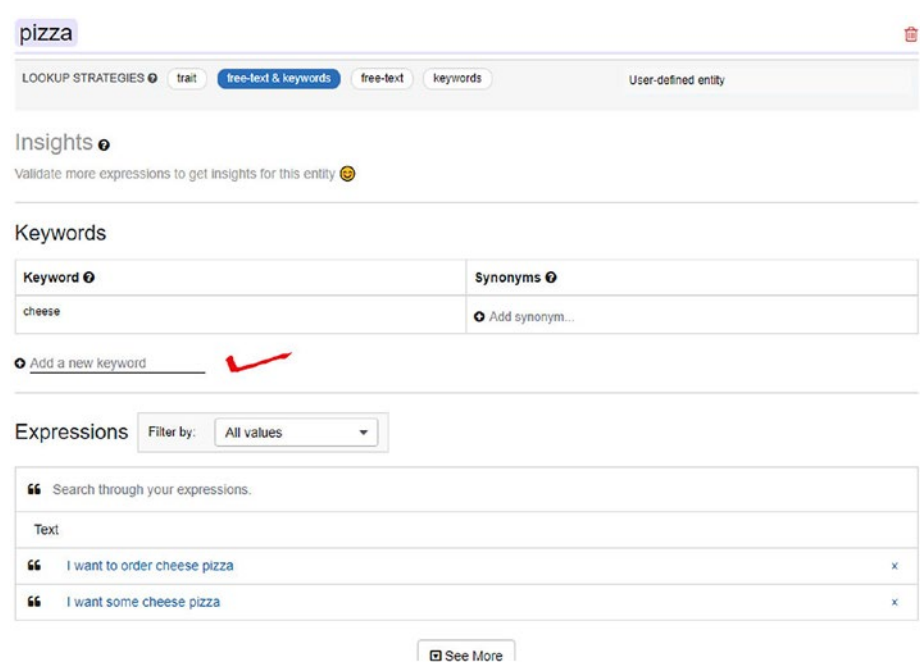 pizza
LOOKUP STRATEGIES trait free-text & keywords free-text keywords User-defined entity
Insights
Validate more expressions to get insights for this entity
Keywords
Keyword Synonyms
cheese Add synonym...
Add a new keyword
Expressions Filter by: All values
Search through your expressions.
Text
I want to order cheese pizza x
I want some cheese pizza x
See More